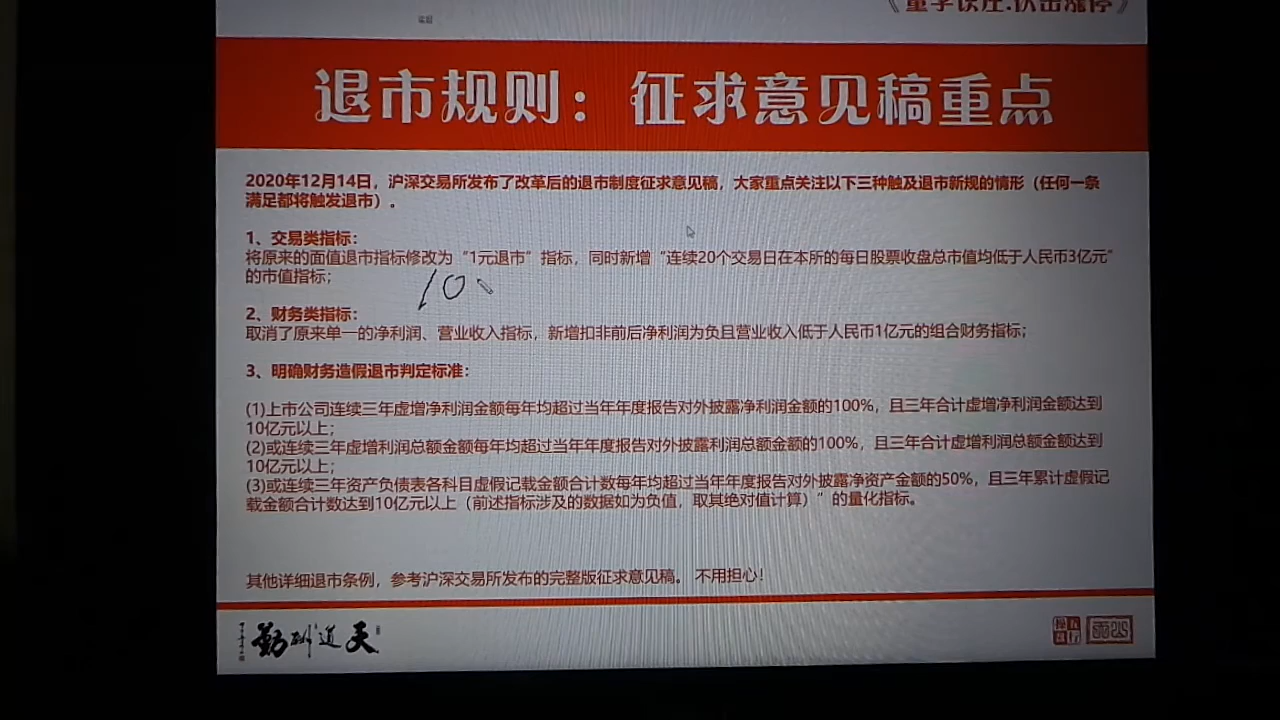 《量学读庄.伏击涨停》
退市规则：征求意见稿重点
2020年12月14日，沪深交易所发布了改革后的退市制度征求意见稿，大家重点关注以下三种触及退市新规的情形（任何一条
满足都将触发退市）。
1、交易类指标：
将原来的面值退市指标修改为“1元退市”指标，同时新增“连续20个交易日在本所的每日股票收盘总市值均低于人民币3亿元”
的市值指标；
10
2、财务类指标：
取消了原来单一的净利润、营业收入指标，新增扣非前后净利润为负且营业收入低于人民币1亿元的组合财务指标；
3、明确财务造假退市判定标准：
(1)上市公司连续三年虚增净利润金额每年均超过当年年度报告对外披露净利润金额的100%，且三年合计虚增净利润金额达到
10亿元以上；
(2)或连续三年虚增利润总额金额每年均超过当年年度报告对外披露利润总额金额的100%，且三年合计虚增利润总额金额达到
10亿元以上；
(3)或连续三年资产负债表各科目虚假记载金额合计数每年均超过当年年度报告对外披露净资产金额的50%，且三年累计虚假记
载金额合计数达到10亿元以上（前述指标涉及的数据如为负值，取其绝对值计算）”的量化指标。
其他详细退市条例，参考沪深交易所发布的完整版征求意见稿。 不用担心！
勤酬道天